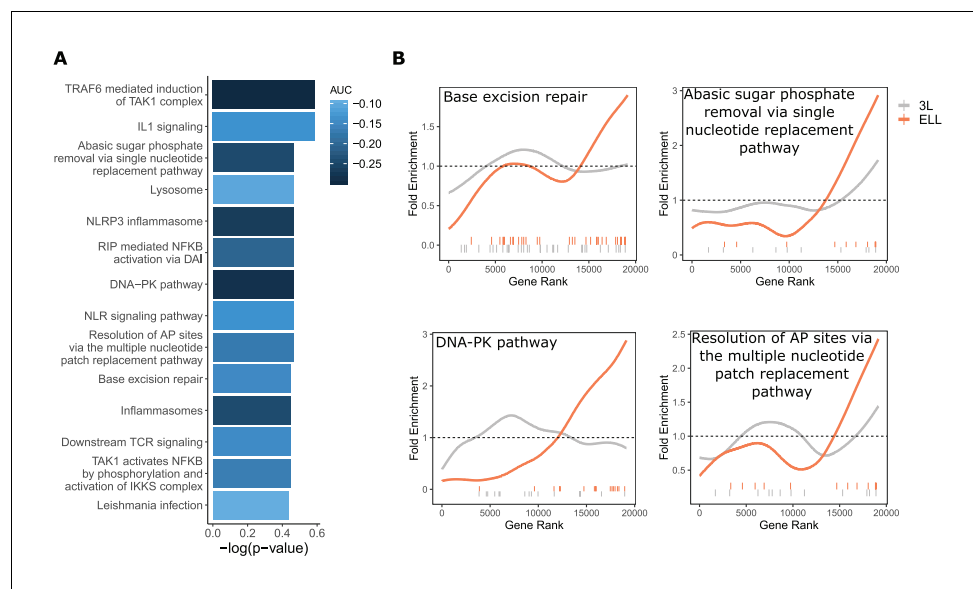 A
TRAF6 mediated induction
of TAK1 complex
IL1 signaling
Abasic sugar phosphate
removal via single nucleotide
replacement pathway
Lysosome
NLRP3 inflammasome
RIP mediated NFKB
activation via DAI
DNA−PK pathway
NLR signaling pathway
Resolution of AP sites
via the multiple nucleotide
patch replacement pathway
Base excision repair
Inflammasomes
Downstream TCR signaling
TAK1 activates NFKB
by phosphorylation and
activation of IKKS complex
Leishmania infection
0.0 0.2 0.4 0.6
−log(p−value)
AUC
−0.10
−0.15
−0.20
−0.25
B
Base excision repair
Fold Enrichment
1.5
1.0
0.5
0.0
0 5000 10000 15000 20000
Gene Rank
Abasic sugar phosphate
removal via single
nucleotide replacement
pathway
Fold Enrichment
3
2
1
0
0 5000 10000 15000 20000
Gene Rank
3L
ELL
DNA-PK pathway
Fold Enrichment
3
2
1
0
0 5000 10000 15000 20000
Gene Rank
Resolution of AP sites via
the multiple nucleotide
patch replacement
pathway
Fold Enrichment
2.5
2.0
1.5
1.0
0.5
0 5000 10000 15000 20000
Gene Rank